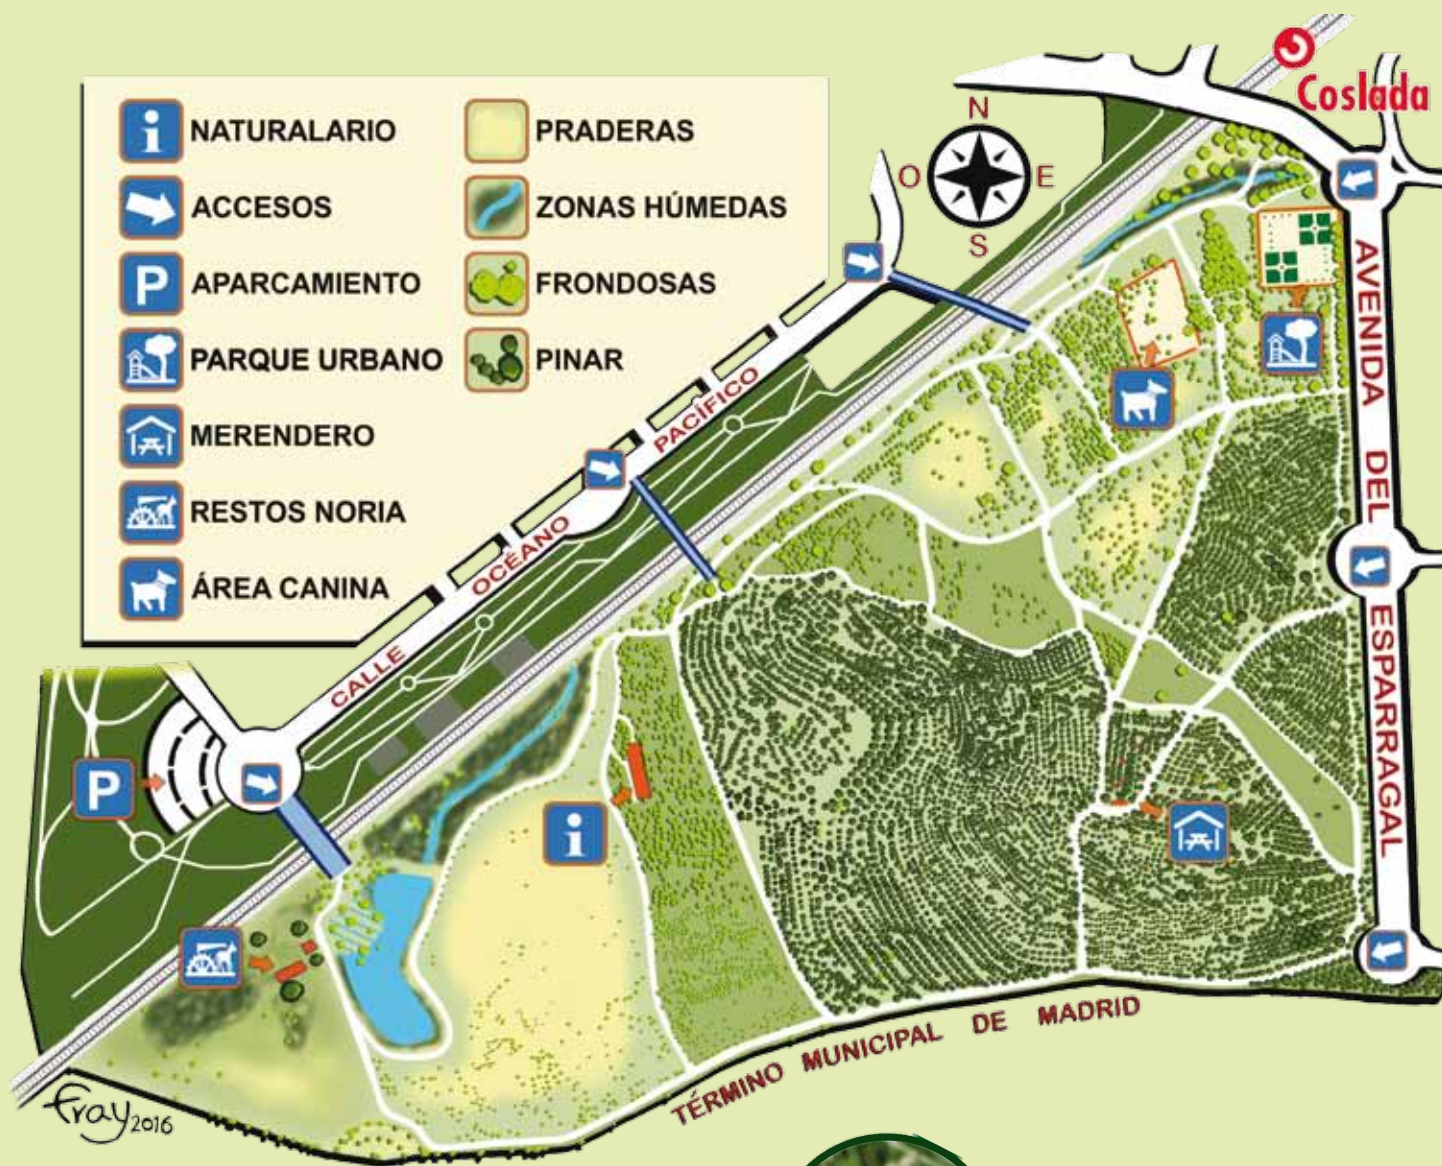 NATURALARIO
ACCESOS
P APARCAMIENTO
PARQUE URBANO
MERENDERO
RESTOS NORIA
ÁREA CANINA
PRADERAS
ZONAS HÚMEDAS
FRONDOSAS
PINAR
N
O E
S
Coslada
CALLE OCÉANO PACÍFICO
AVENIDA DEL ESPARRAGAL
P
i
i
TÉRMINO MUNICIPAL DE MADRID
Fray 2016